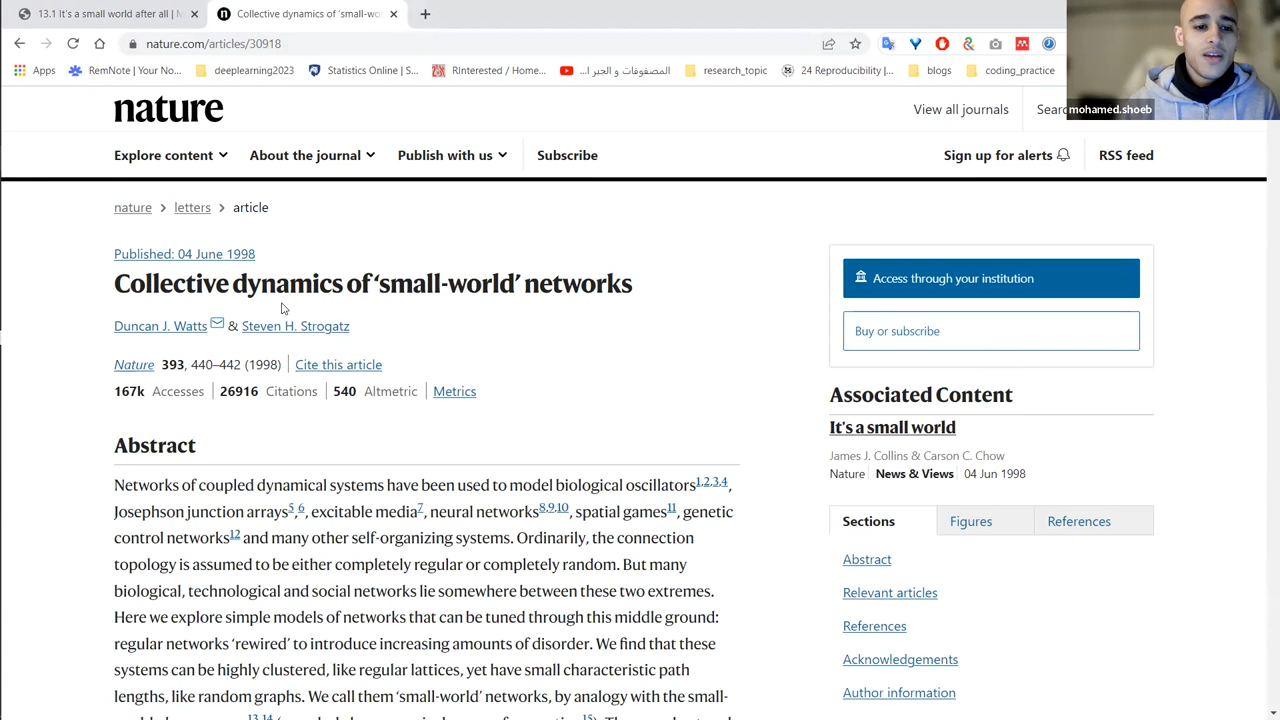 13.1 It's a small world after all | N
Collective dynamics of 'small-wo
nature.com/articles/30918
Apps
RemNote | Your No...
deeplearning2023
Statistics Online | S...
RInterested / Home...
المصفوفات و الجبر ا...
research_topic
24 Reproducibility |...
blogs
coding_practice
mohamed.shoeb
nature
View all journals
Sear
Explore content
About the journal
Publish with us
Subscribe
Sign up for alerts
RSS feed
nature > letters > article
Published: 04 June 1998
Collective dynamics of ‘small-world’ networks
Duncan J. Watts & Steven H. Strogatz
Nature 393, 440–442 (1998) | Cite this article
167k Accesses | 26916 Citations | 540 Altmetric | Metrics
Abstract
Networks of coupled dynamical systems have been used to model biological oscillators1,2,3,4,
Josephson junction arrays5,6, excitable media7, neural networks8,9,10, spatial games11, genetic
control networks12 and many other self-organizing systems. Ordinarily, the connection
topology is assumed to be either completely regular or completely random. But many
biological, technological and social networks lie somewhere between these two extremes.
Here we explore simple models of networks that can be tuned through this middle ground:
regular networks ‘rewired’ to introduce increasing amounts of disorder. We find that these
systems can be highly clustered, like regular lattices, yet have small characteristic path
lengths, like random graphs. We call them ‘small-world’ networks, by analogy with the small-
Access through your institution
Buy or subscribe
Associated Content
It's a small world
James J. Collins & Carson C. Chow
Nature News & Views 04 Jun 1998
Sections
Figures
References
Abstract
Relevant articles
References
Acknowledgements
Author information